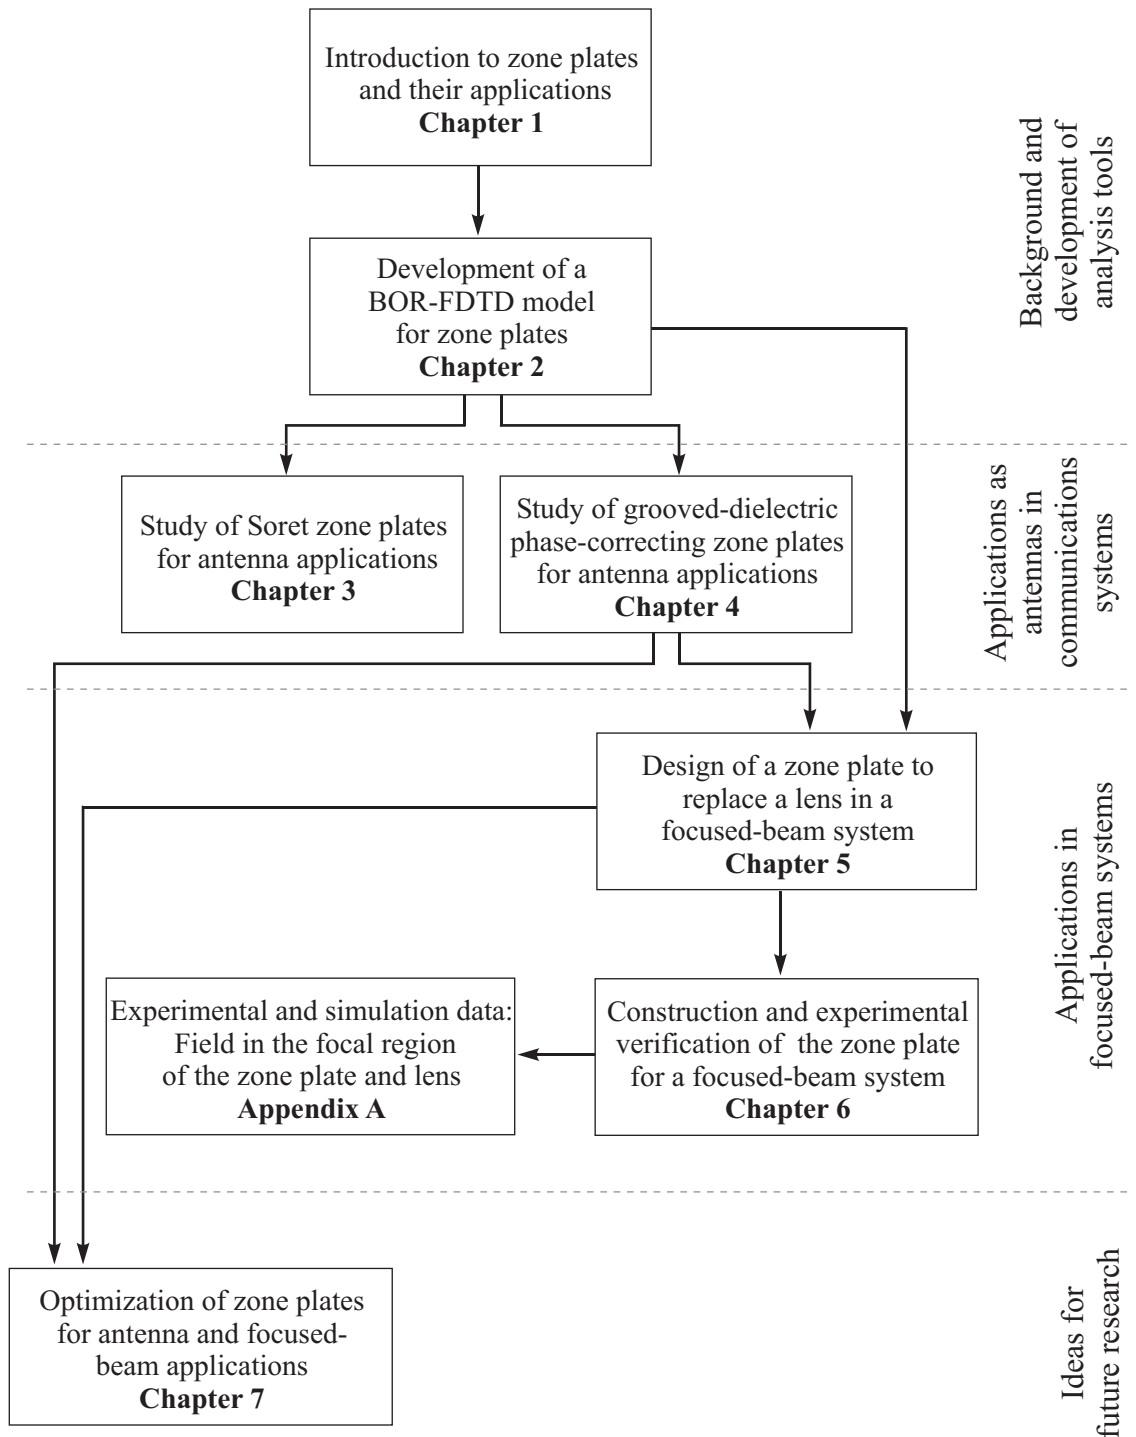 Introduction to zone plates
and their applications
Chapter 1
Background and
development of
analysis tools
Development of a
BOR-FDTD model
for zone plates
Chapter 2
Study of Soret zone plates
for antenna applications
Chapter 3
Study of grooved-dielectric
phase-correcting zone plates
for antenna applications
Chapter 4
Applications as
antennas in
communications
systems
Design of a zone plate to
replace a lens in a
focused-beam system
Chapter 5
Applications in
focused-beam systems
Experimental and simulation data:
Field in the focal region
of the zone plate and lens
Appendix A
Construction and experimental
verification of the zone plate
for a focused-beam system
Chapter 6
Optimization of zone plates
for antenna and focused-
beam applications
Chapter 7
Ideas for
future research